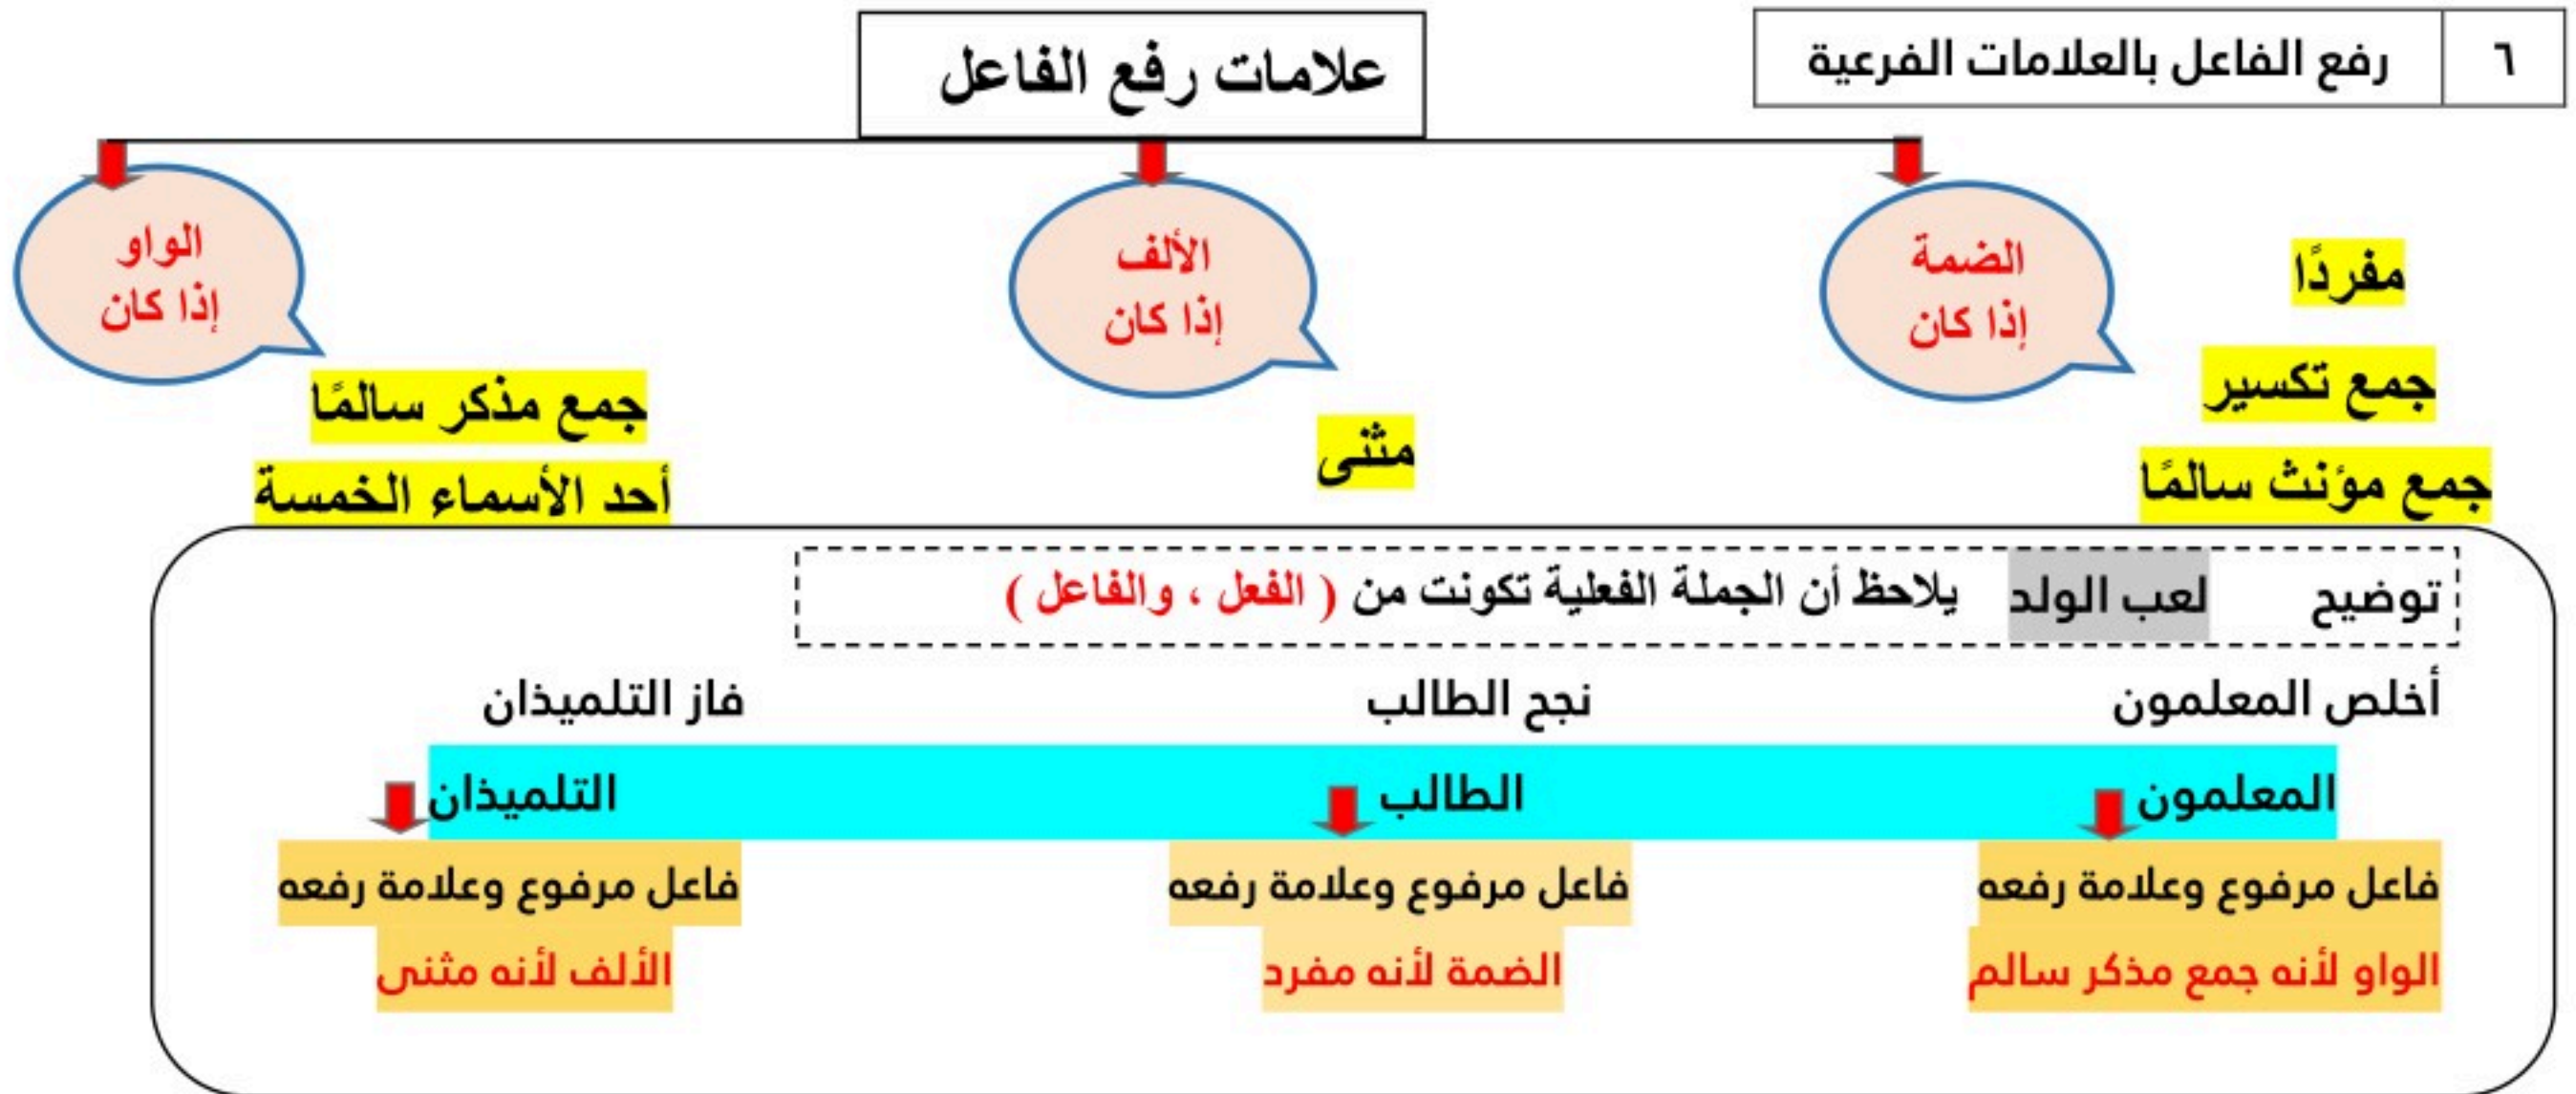 ٦ رفع الفاعل بالعلامات الفرعية
علامات رفع الفاعل
الضمة
إذا كان
مفردًا
جمع تكسير
جمع مؤنث سالمًا
الألف
إذا كان
مثنى
الواو
إذا كان
جمع مذكر سالمًا
أحد الأسماء الخمسة
توضيح لعب الولد يلاحظ أن الجملة الفعلية تكونت من ( الفعل ، والفاعل )
أخلص المعلمون نجح الطالب فاز التلميذان
المعلمون الطالب التلميذان
فاعل مرفوع وعلامة رفعه فاعل مرفوع وعلامة رفعه فاعل مرفوع وعلامة رفعه
الواو لأنه جمع مذكر سالم الضمة لأنه مفرد الألف لأنه مثنى